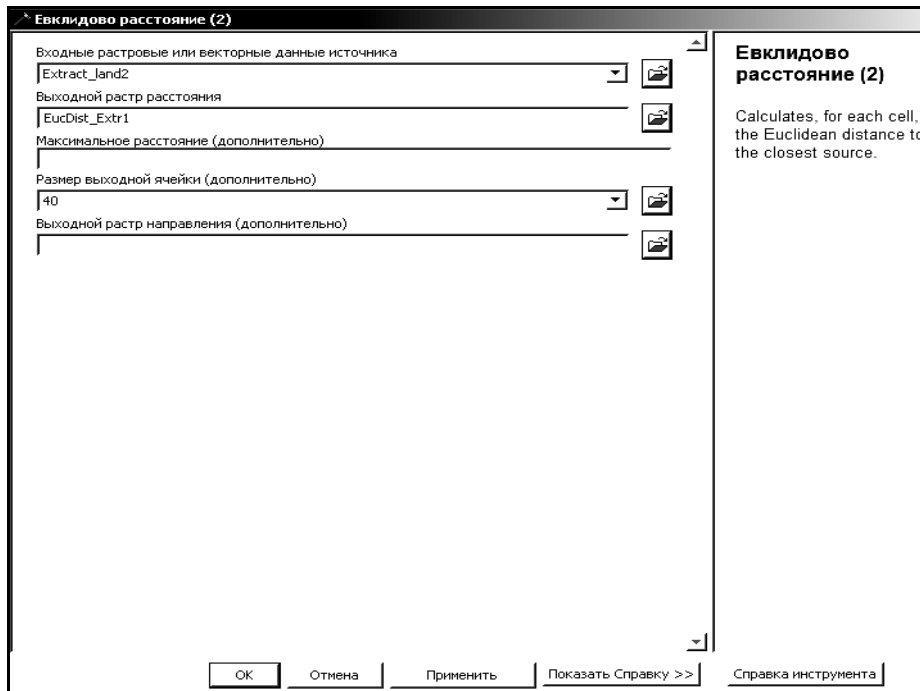 Евклидово расстояние (2)
Входные растровые или векторные данные источника
Extract_land2
Выходной растр расстояния
EucDist_Extr1
Максимальное расстояние (дополнительно)
Размер выходной ячейки (дополнительно)
40
Выходной растр направления (дополнительно)
Евклидово
расстояние (2)
Calculates, for each cell,
the Euclidean distance to
the closest source.
ОК
Отмена
Применить
Показать Справку >>
Справка инструмента